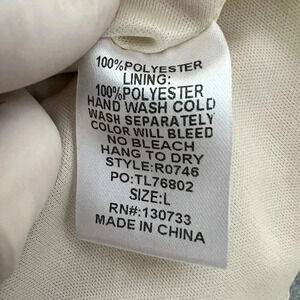 100%POLYESTER
LINING:
100%POLYESTER
HAND WASH COLD
WASH SEPARATELY
COLOR WILL BLEED
NO BLEACH
HANG TO DRY
STYLE:R0746
PO:TL76802
SIZE:L
RN#:130733
MADE IN CHINA